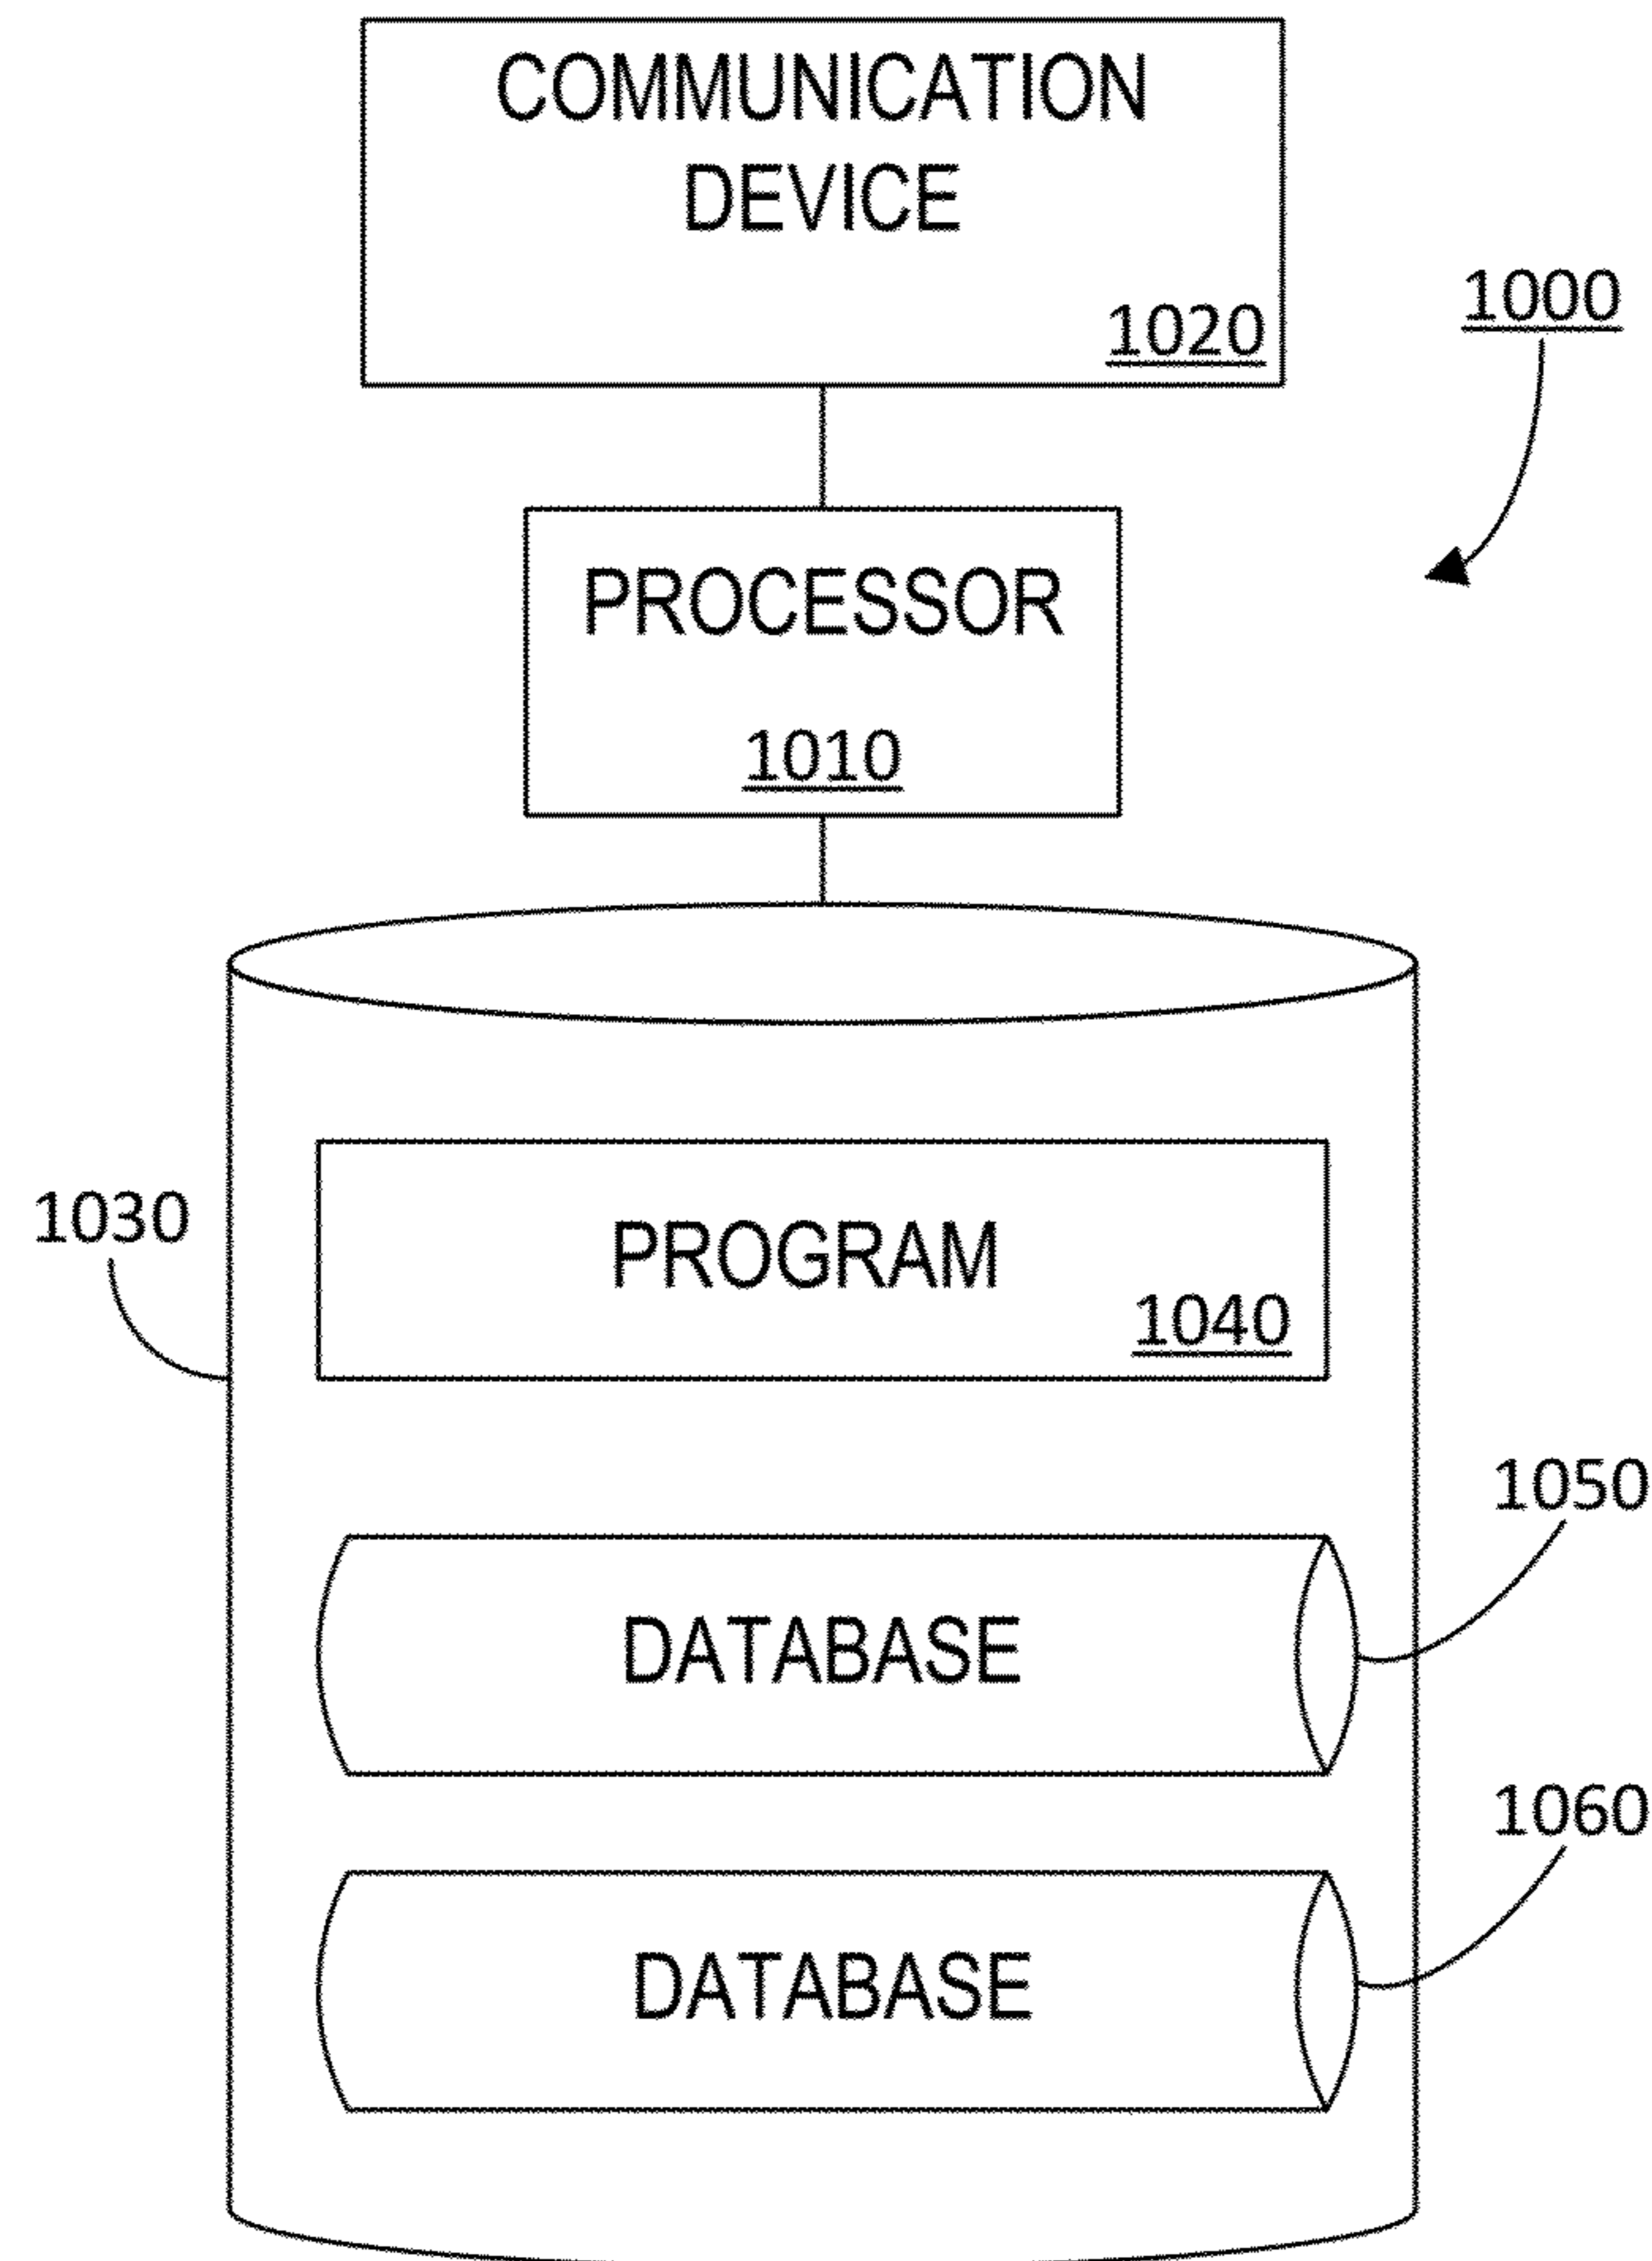 COMMUNICATION
DEVICE
1020
1000
PROCESSOR
1010
1030
PROGRAM
1040
1050
DATABASE
1060
DATABASE